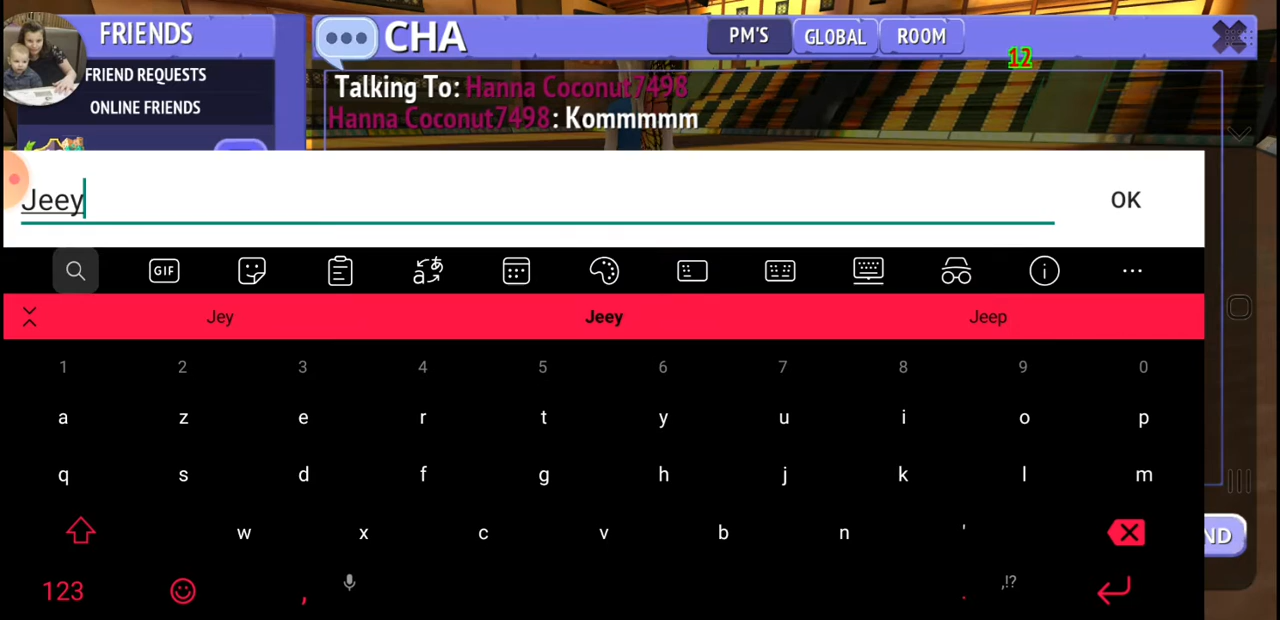 FRIENDS
CHA
PM'S GLOBAL ROOM
12
FRIEND REQUESTS
ONLINE FRIENDS
Talking To: Hanna Coconut7498
Hanna Coconut7498: Kommmmm
Jeey
OK
GIF
Jey Jeey Jeep
1 2 3 4 5 6 7 8 9 0
a z e r t y u i o p
q s d f g h j k l m
w x c v b n '
ND
123 , . ,!?